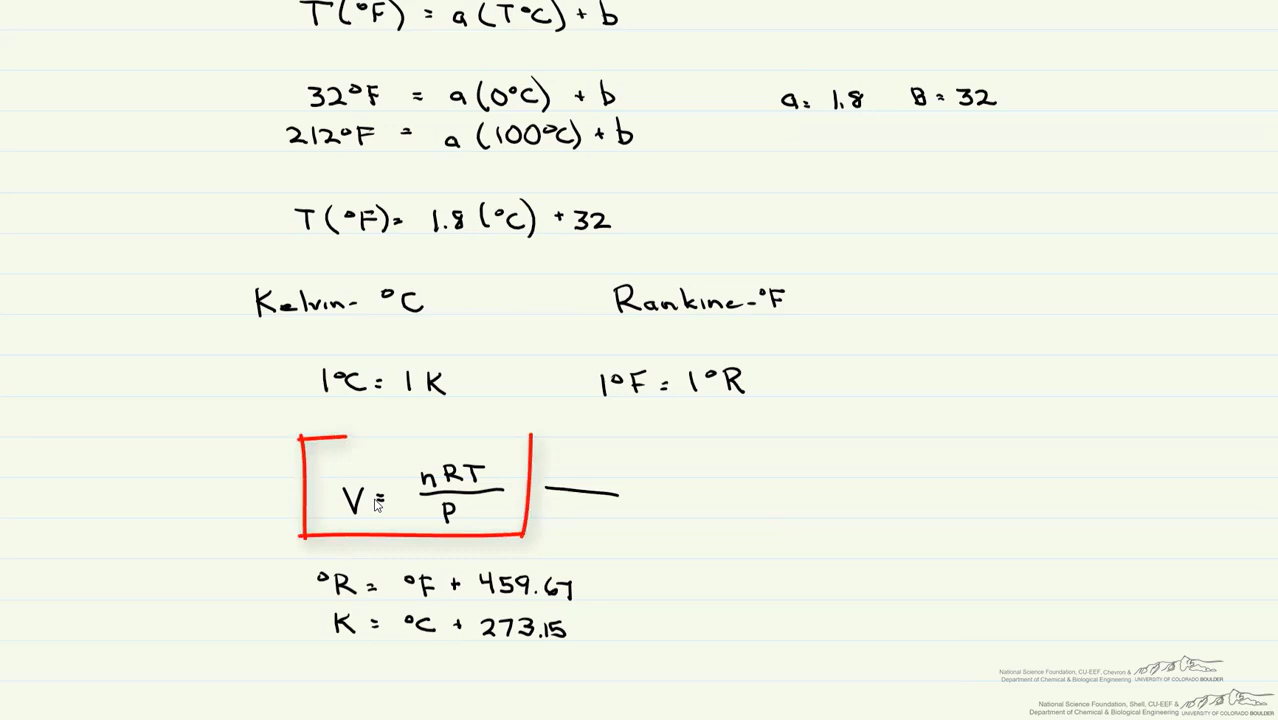 T(°F) = a(T°C) + b
32°F = a(0°C) + b a= 1.8 B= 32
212°F = a(100°C) + b
T(°F)= 1.8(°C) + 32
Kelvin- °C Rankine-°F
1°C = 1K 1°F = 1°R
V= nRT
P
°R = °F + 459.67
K = °C + 273.15
National Science Foundation, CU-EEF, Chevron &
Department of Chemical & Biological Engineering UNIVERSITY OF COLORADO BOULDER
National Science Foundation, Shell, CU-EEF &
Department of Chemical & Biological Engineering UNIVERSITY OF COLORADO BOULDER